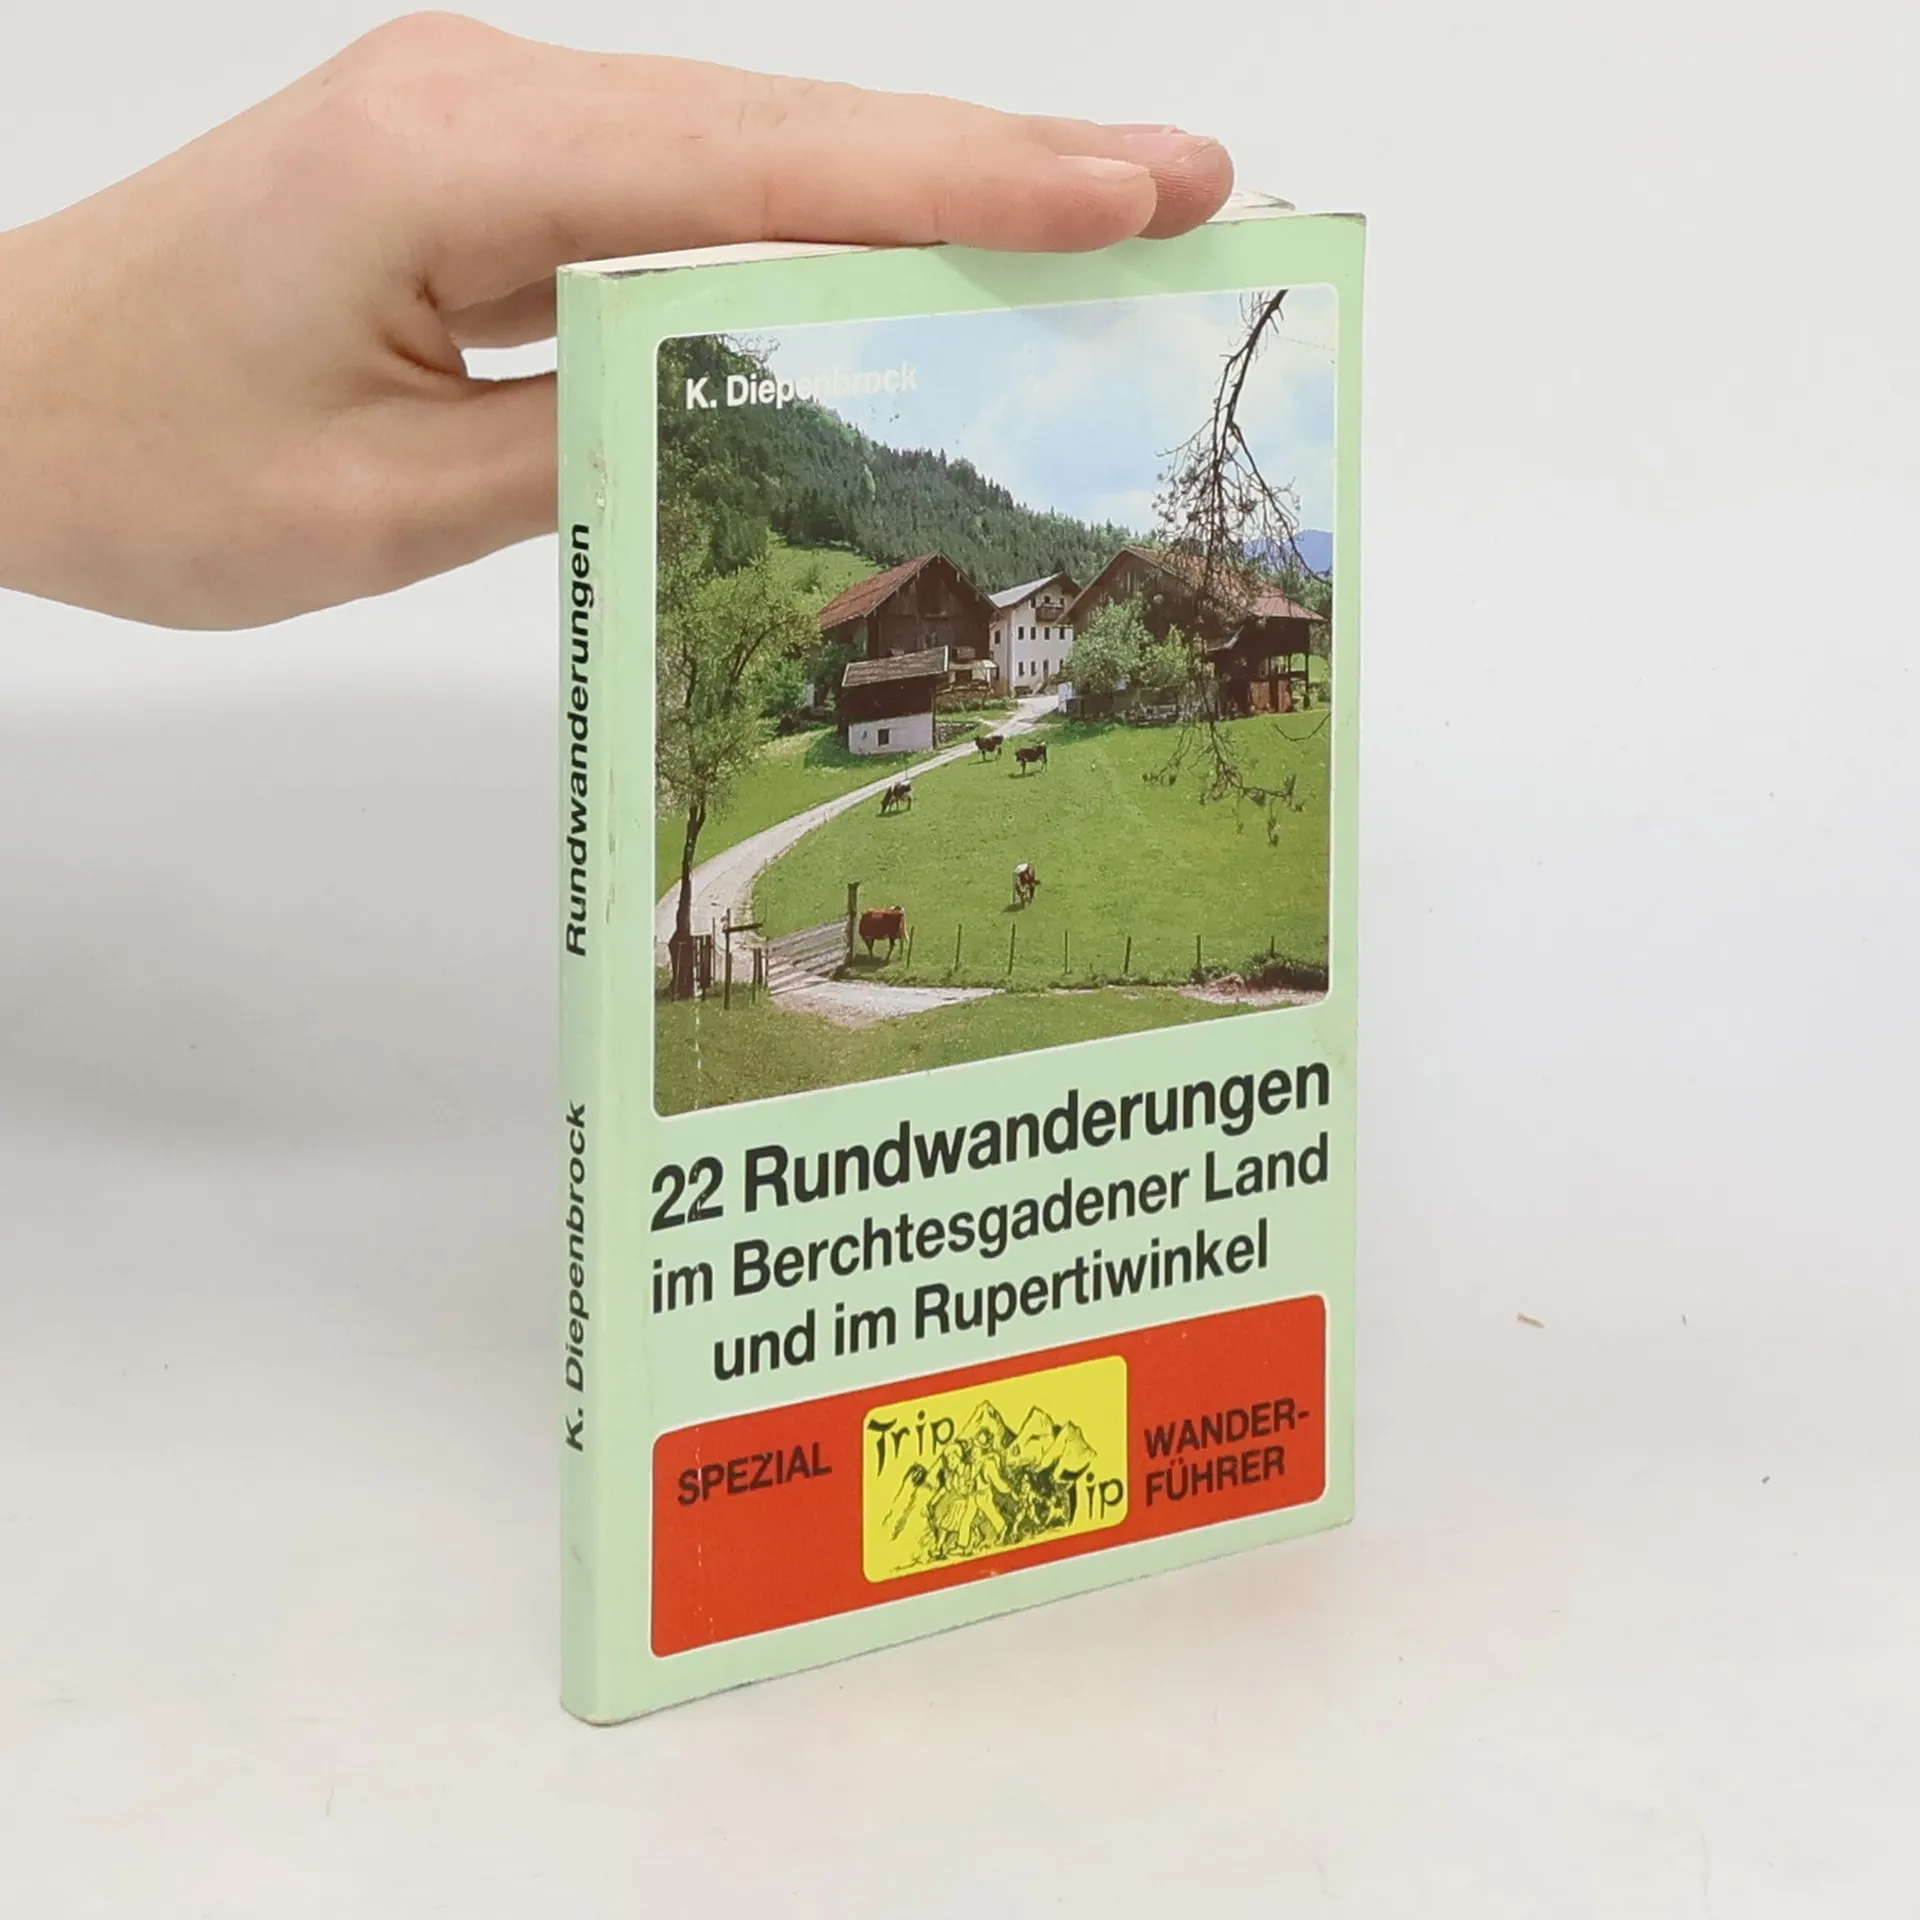 K. Diepenbrock
22 Rundwanderungen
im Berchtesgadener Land
und im Rupertiwinkel
SPEZIAL
Trip
Tip
WANDER-
FÜHRER
K. Diepenbrock Rundwanderungen